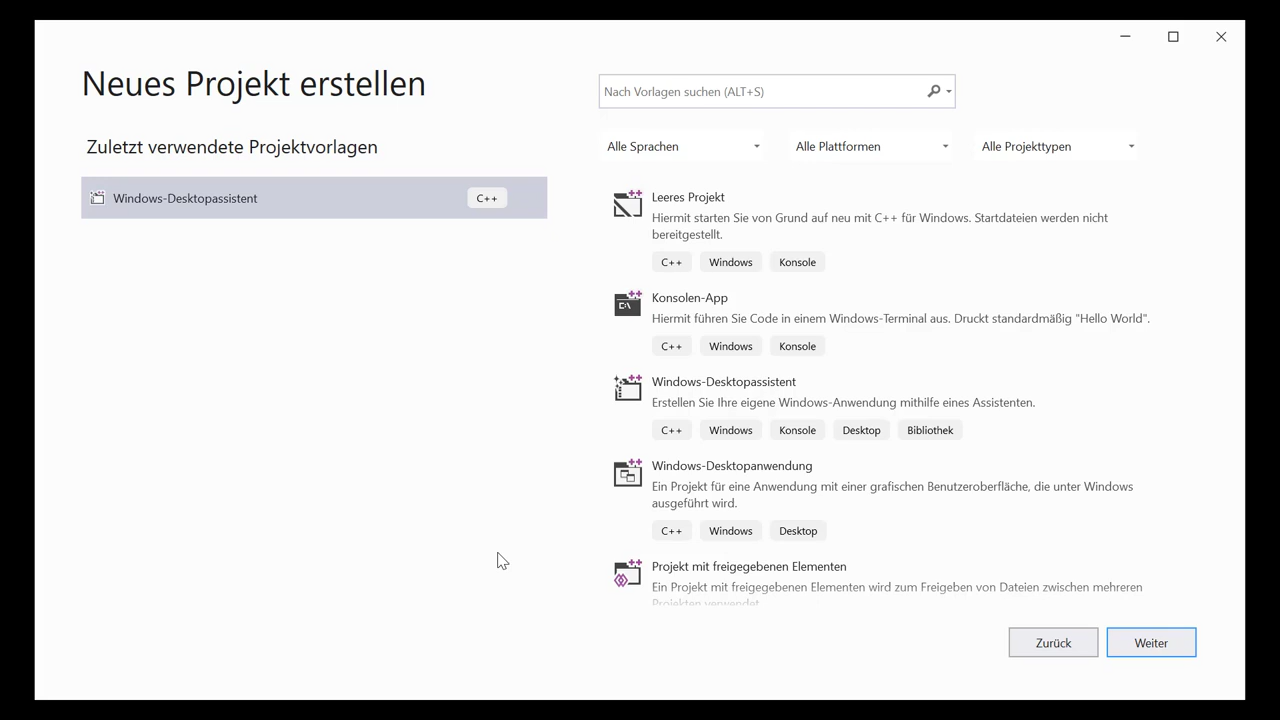 Neues Projekt erstellen
Zuletzt verwendete Projektvorlagen
Windows-Desktopassistent C++
Nach Vorlagen suchen (ALT+S)
Alle Sprachen Alle Plattformen Alle Projekttypen
Leeres Projekt
Hiermit starten Sie von Grund auf neu mit C++ für Windows. Startdateien werden nicht
bereitgestellt.
C++ Windows Konsole
Konsolen-App
Hiermit führen Sie Code in einem Windows-Terminal aus. Druckt standardmäßig "Hello World".
C++ Windows Konsole
Windows-Desktopassistent
Erstellen Sie Ihre eigene Windows-Anwendung mithilfe eines Assistenten.
C++ Windows Konsole Desktop Bibliothek
Windows-Desktopanwendung
Ein Projekt für eine Anwendung mit einer grafischen Benutzeroberfläche, die unter Windows
ausgeführt wird.
C++ Windows Desktop
Projekt mit freigegebenen Elementen
Ein Projekt mit freigegebenen Elementen wird zum Freigeben von Dateien zwischen mehreren
Projekten verwendet.
Zurück Weiter